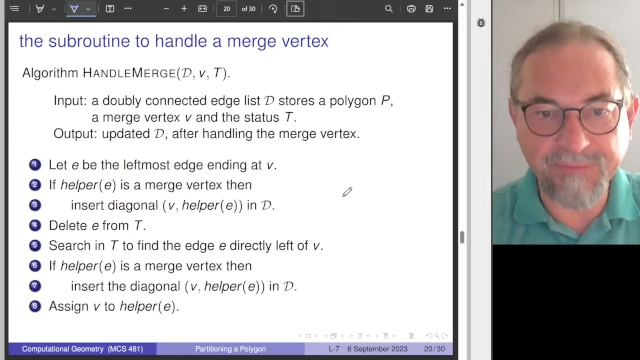 20
of 30
the subroutine to handle a merge vertex
Algorithm HANDLEMERGE(D, v, T).
Input: a doubly connected edge list D stores a polygon P,
a merge vertex v and the status T.
Output: updated D, after handling the merge vertex.
1 Let e be the leftmost edge ending at v.
2 If helper(e) is a merge vertex then
3 insert diagonal (v, helper(e)) in D.
4 Delete e from T.
5 Search in T to find the edge e directly left of v.
6 If helper(e) is a merge vertex then
7 insert the diagonal (v, helper(e)) in D.
8 Assign v to helper(e).
Computational Geometry (MCS 481) Partitioning a Polygon L-7 6 September 2023 20/30